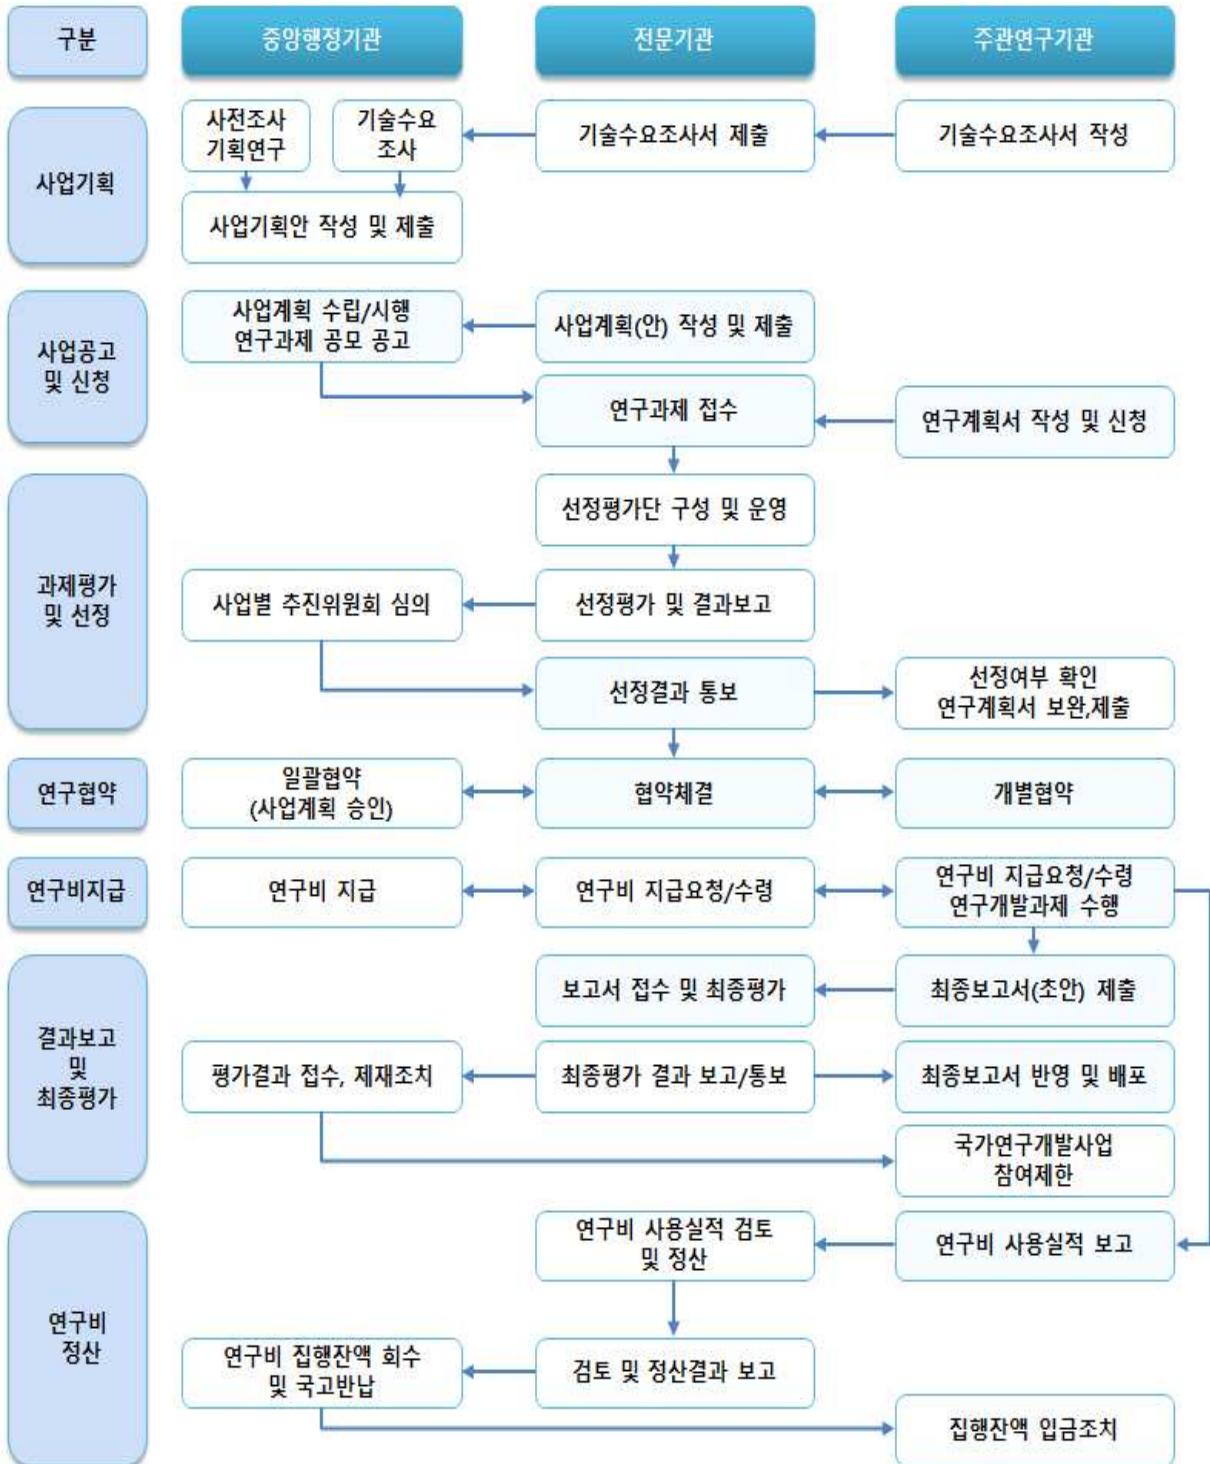 구분
중앙행정기관
전문기관
주관연구기관
사업기획
사전조사
기획연구
기술수요
조사
기술수요조사서 제출
기술수요조사서 작성
사업기획안 작성 및 제출
사업공고
및 신청
사업계획 수립/시행
연구과제 공모 공고
사업계획(안) 작성 및 제출
연구과제 접수
연구계획서 작성 및 신청
과제평가
및 선정
선정평가단 구성 및 운영
사업별 추진위원회 심의
선정평가 및 결과보고
선정결과 통보
선정여부 확인
연구계획서 보완,제출
연구협약
일괄협약
(사업계획 승인)
협약체결
개별협약
연구비지급
연구비 지급
연구비 지급요청/수령
연구비 지급요청/수령
연구개발과제 수행
결과보고
및
최종평가
보고서 접수 및 최종평가
최종보고서(초안) 제출
평가결과 접수, 제재조치
최종평가 결과 보고/통보
최종보고서 반영 및 배포
국가연구개발사업
참여제한
연구비
정산
연구비 사용실적 검토
및 정산
연구비 사용실적 보고
연구비 집행잔액 회수
및 국고반납
검토 및 정산결과 보고
집행잔액 입금조치